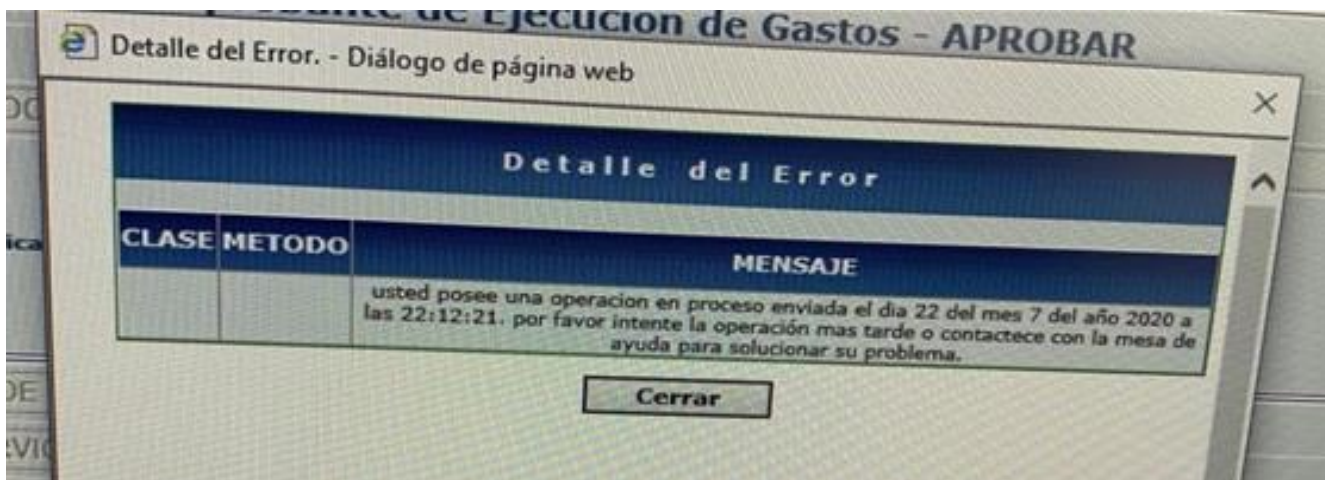 de Ejecución de Gastos - APROBAR
Detalle del Error. - Diálogo de página web
Detalle del Error
CLASE METODO MENSAJE
usted posee una operacion en proceso enviada el dia 22 del mes 7 del año 2020 a
las 22:12:21. por favor intente la operación mas tarde o contactece con la mesa de
ayuda para solucionar su problema.
Cerrar